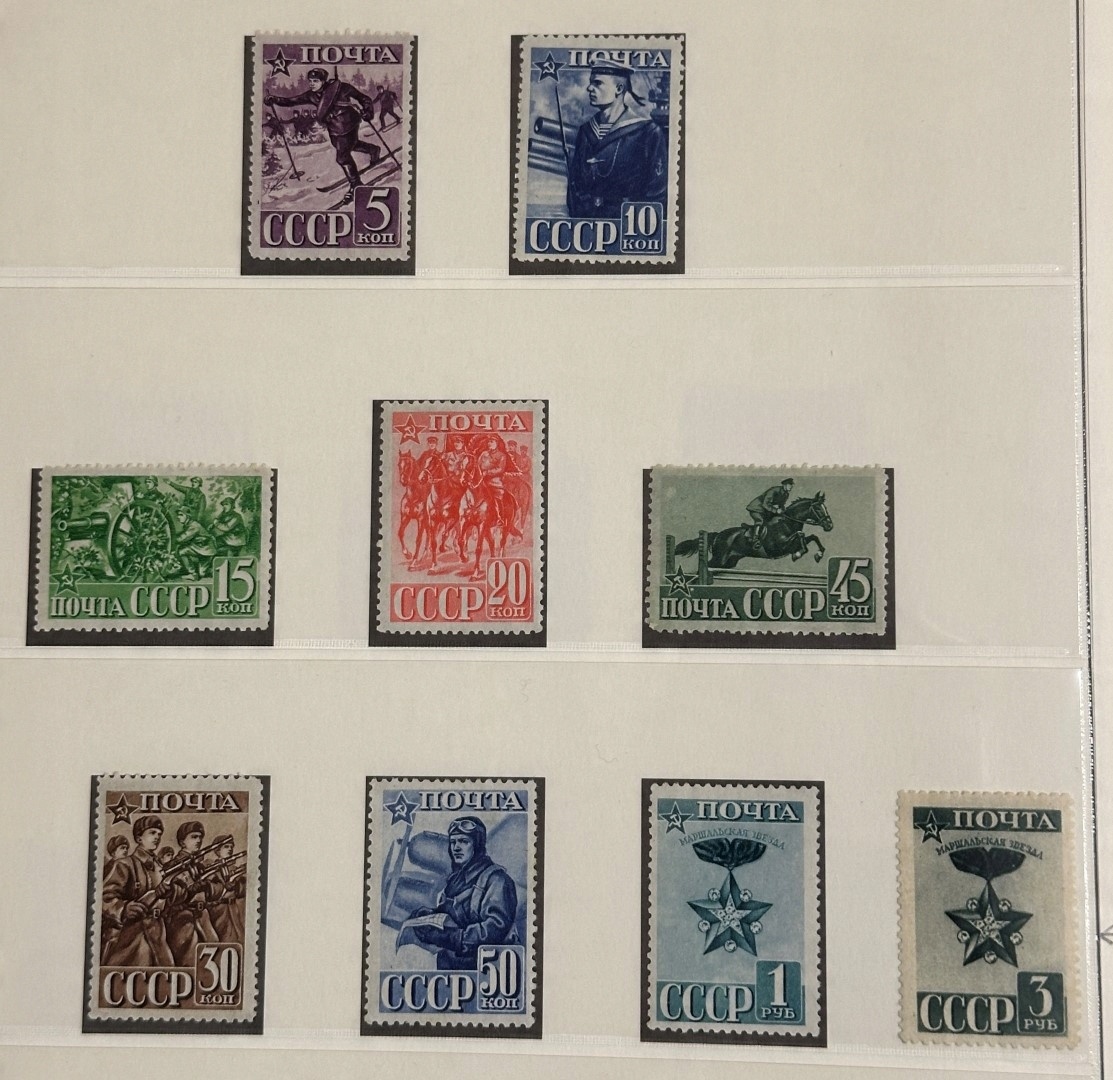 ПОЧТА
СССР 5 КОП
ПОЧТА
СССР 10 КОП
ПОЧТА СССР 15 КОП
ПОЧТА
СССР 20 КОП
ПОЧТА СССР 45 КОП
ПОЧТА
СССР 30 КОП
ПОЧТА
СССР 50 КОП
ПОЧТА
МАРШАЛЬСКАЯ ЗВЕЗДА
СССР 1 РУБ
ПОЧТА
МАРШАЛЬСКАЯ ЗВЕЗДА
СССР 3 РУБ